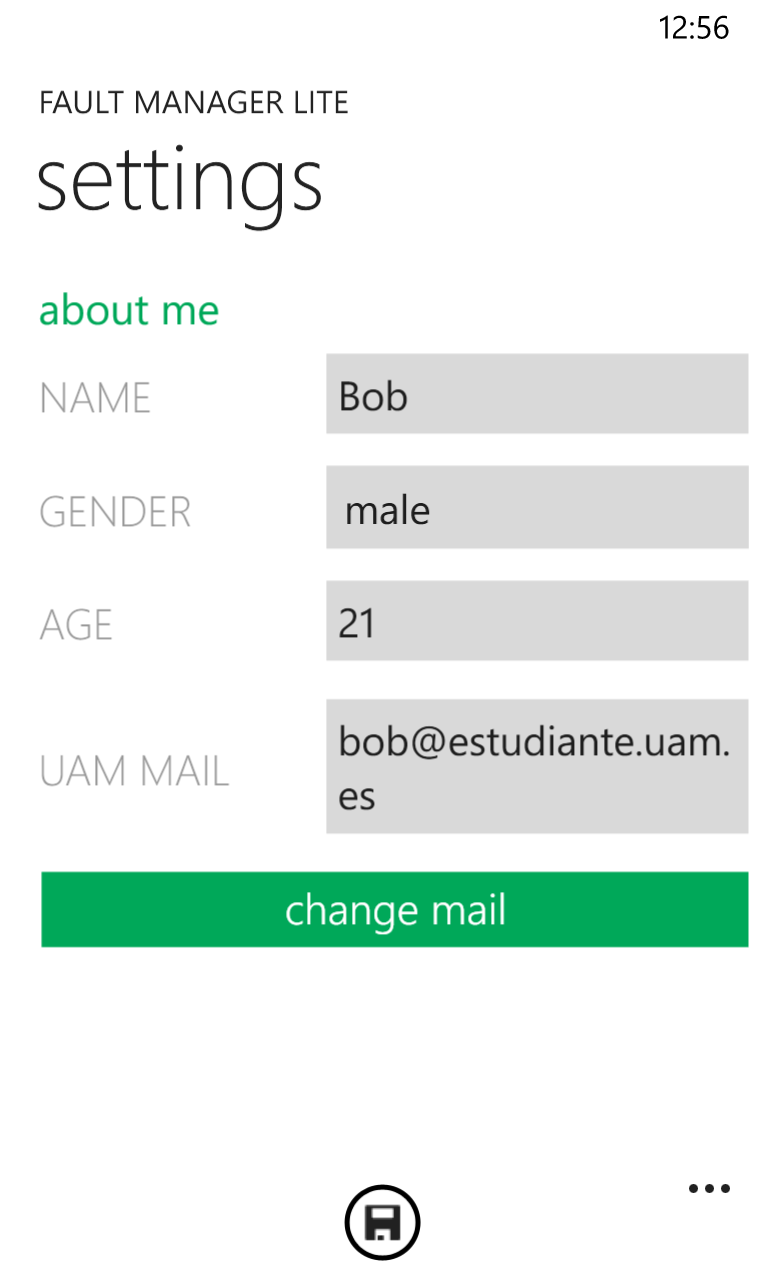 12:56
FAULT MANAGER LITE
settings
about me
NAME
Bob
GENDER
male
AGE
21
UAM MAIL
bob@estudiante.uam.
es
change mail